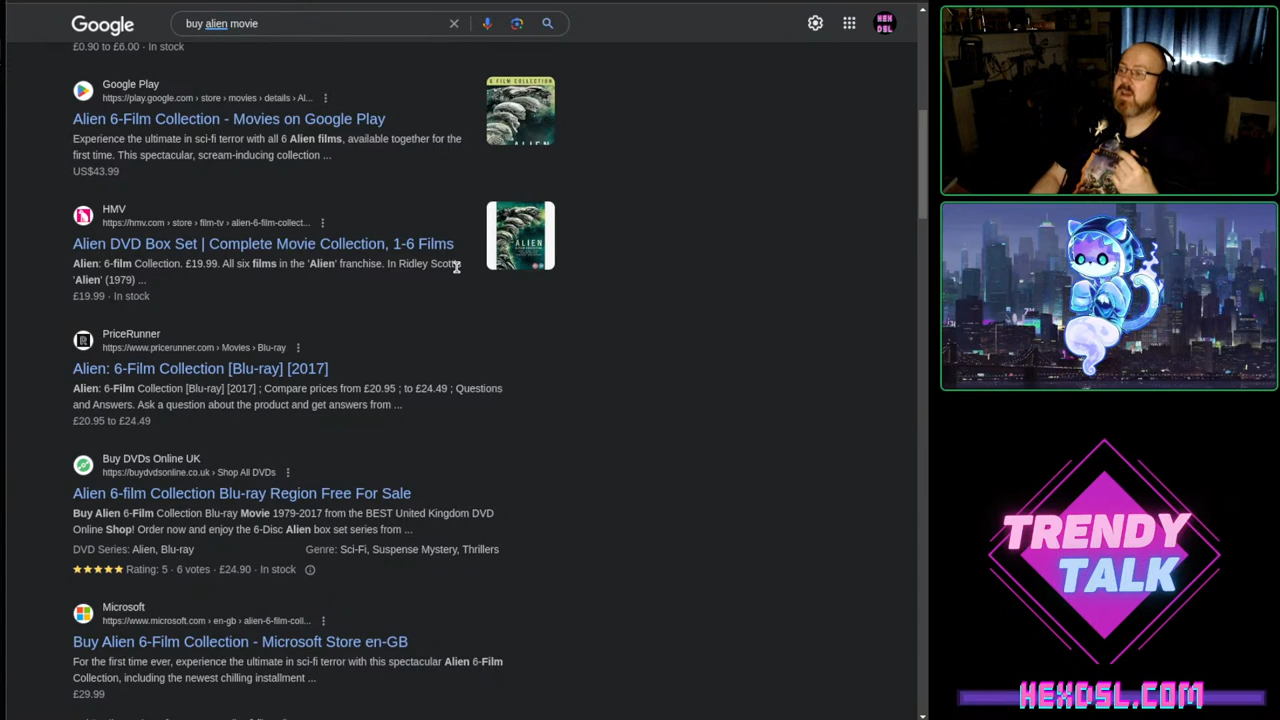 Google
buy alien movie
HEX
DSL
£0.90 to £6.00 · In stock
Google Play
https://play.google.com › store › movies › details › Al...
Alien 6-Film Collection - Movies on Google Play
Experience the ultimate in sci-fi terror with all 6 Alien films, available together for the
first time. This spectacular, scream-inducing collection ...
US$43.99
6 FILM COLLECTION
ALIEN
HMV
https://hmv.com › store › film-tv › alien-6-film-collect...
Alien DVD Box Set | Complete Movie Collection, 1-6 Films
Alien: 6-film Collection. £19.99. All six films in the 'Alien' franchise. In Ridley Scott's
'Alien' (1979) ...
£19.99 · In stock
ALIEN
PriceRunner
https://www.pricerunner.com › Movies › Blu-ray
Alien: 6-Film Collection [Blu-ray] [2017]
Alien: 6-Film Collection [Blu-ray] [2017] ; Compare prices from £20.95 ; to £24.49 ; Questions
and Answers. Ask a question about the product and get answers from ...
£20.95 to £24.49
Buy DVDs Online UK
https://buydvdsonline.co.uk › Shop All DVDs
Alien 6-film Collection Blu-ray Region Free For Sale
Buy Alien 6-Film Collection Blu-ray Movie 1979-2017 from the BEST United Kingdom DVD
Online Shop! Order now and enjoy the 6-Disc Alien box set series from ...
DVD Series: Alien, Blu-ray Genre: Sci-Fi, Suspense Mystery, Thrillers
Rating: 5 · 6 votes · £24.90 · In stock
Microsoft
https://www.microsoft.com › en-gb › alien-6-film-coll...
Buy Alien 6-Film Collection - Microsoft Store en-GB
For the first time ever, experience the ultimate in sci-fi terror with this spectacular Alien 6-Film
Collection, including the newest chilling installment ...
£29.99
TRENDY
TALK
HEXDSL.COM